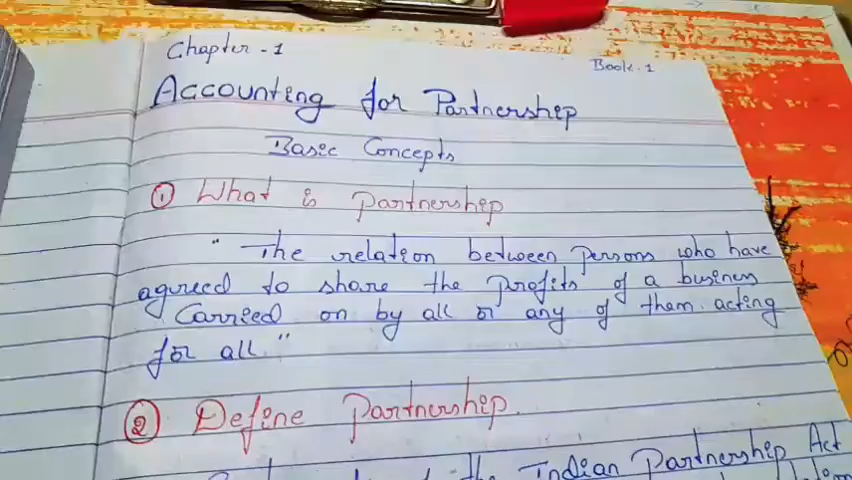 Chapter - 1
Book. 1
Accounting for Partnership
Basic Concepts
① What is partnership
" The relation between persons who have
agreed to share the profits of a business
Carried on by all or any of them acting
for all "
② Define Partnership.
the Indian Partnership Act